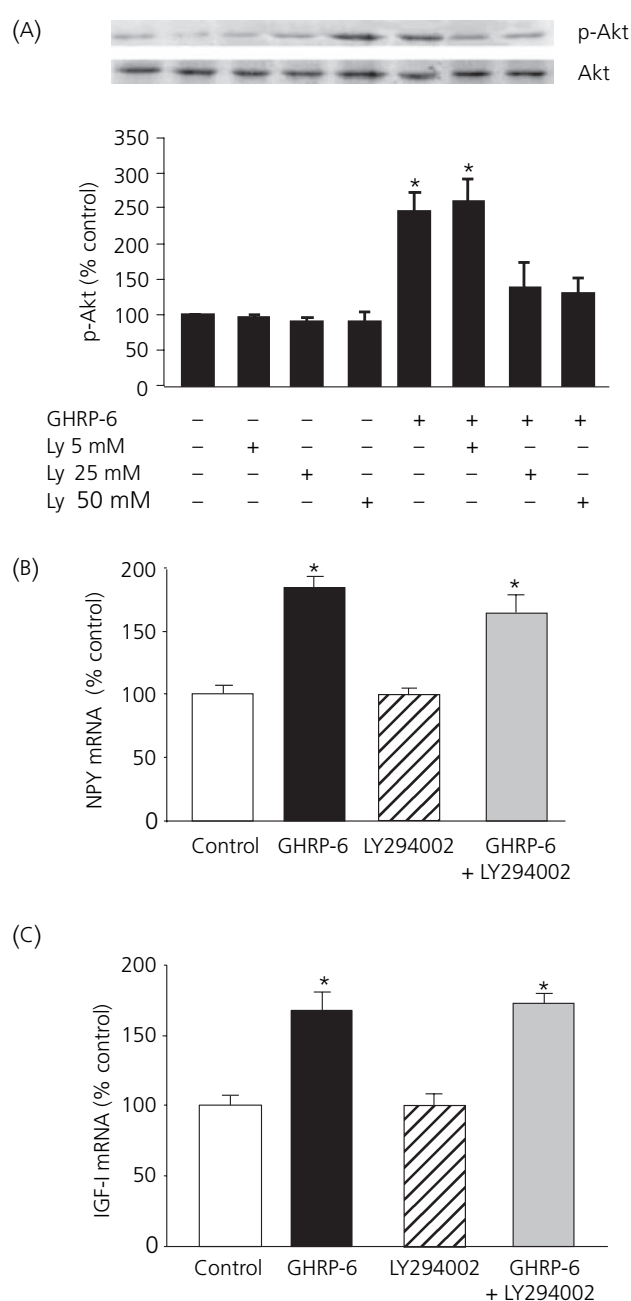 (A)
p-Akt
Akt
350
300
250
200
150
100
50
0
p-Akt (% control)
* *
GHRP-6 – – – – + + + +
Ly 5 mM – + – – – + – –
Ly 25 mM – – + – – – + –
Ly 50 mM – – – + – – – +
(B)
200
150
100
50
0
NPY mRNA (% control)
* *
Control GHRP-6 LY294002 GHRP-6
+ LY294002
(C)
200
150
100
50
0
IGF-I mRNA (% control)
* *
Control GHRP-6 LY294002 GHRP-6
+ LY294002